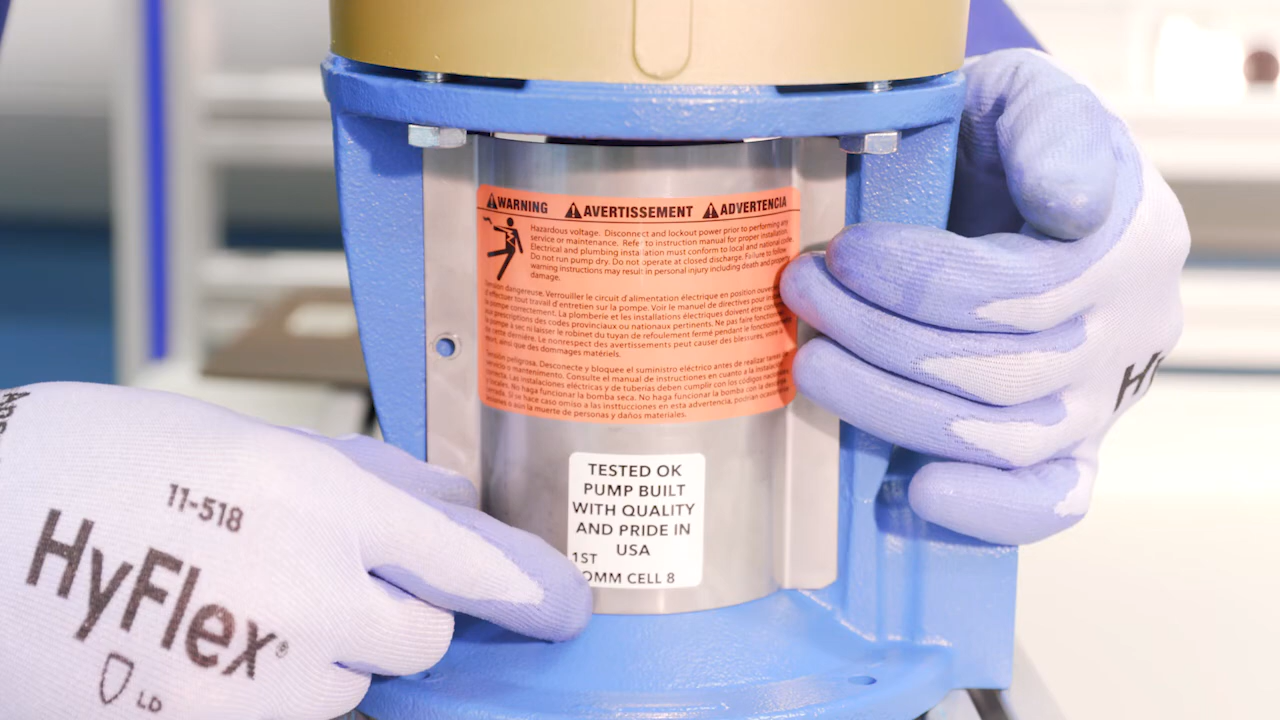 WARNING AVERTISSEMENT ADVERTENCIA
Hazardous voltage. Disconnect and lockout power prior to performing any
service or maintenance. Refer to instruction manual for proper installation.
Electrical and plumbing installation must conform to local and national code.
Do not run pump dry. Do not operate at closed discharge. Failure to follow
warning instructions may result in personal injury including death and property
damage.
Tension dangereuse. Verrouiller le circuit d'alimentation électrique en position ouverte
d'effectuer tout travail d'entretien sur la pompe. Voir le manuel de directives pour
la pompe correctement. La plomberie et les installations électriques doivent être
aux prescriptions des codes provinciaux ou nationaux pertinents. Ne pas faire fonctionner
la pompe à sec ni laisser le robinet du tuyau de refoulement fermé pendant le
de cette dernière. Le nonrespect des avertissements peut causer des blessures, voire
mort, ainsi que des dommages matériels.
Tensión peligrosa. Desconecte y bloquee el suministro eléctrico antes de realizar tareas
servicio o mantenimiento. Consulte el manual de instrucciones en cuanto a la
correcta. Las instalaciones eléctricas y de tuberías deben cumplir con los códigos
y locales. No haga funcionar la bomba seca. No haga funcionar la bomba con la
cerrada. Si se hace caso omiso a las insttucciones en esta advertencia, podrían
lesiones o aún la muerte de personas y daños materiales.
TESTED OK
PUMP BUILT
WITH QUALITY
AND PRIDE IN
USA
1ST
OMM CELL 8
11-518
HyFlex®
LD